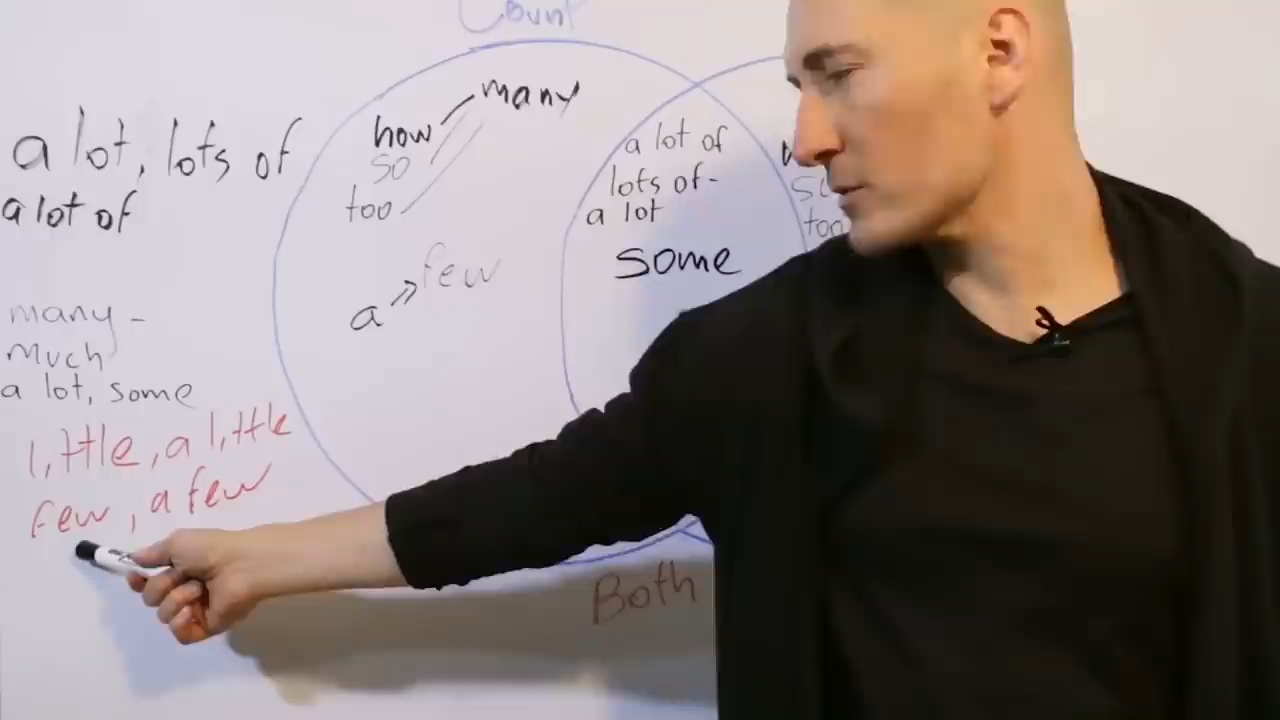 Count
a lot, lots of
a lot of
many -
much
a lot, some
little, a little
few, a few
how many
so
too
a few
a lot of
lots of-
a lot
some
Both